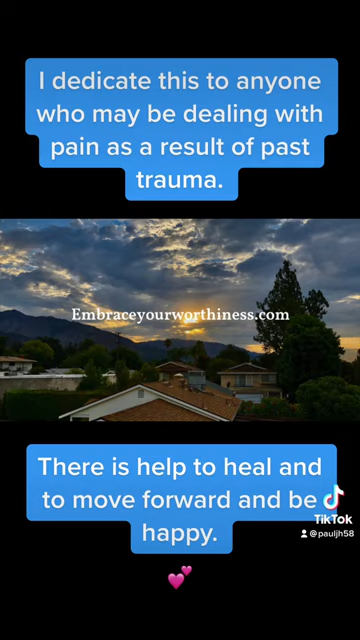 I dedicate this to anyone
who may be dealing with
pain as a result of past
trauma.
Embraceyourworthiness.com
There is help to heal and
to move forward and be
happy.
TikTok
@pauljh58